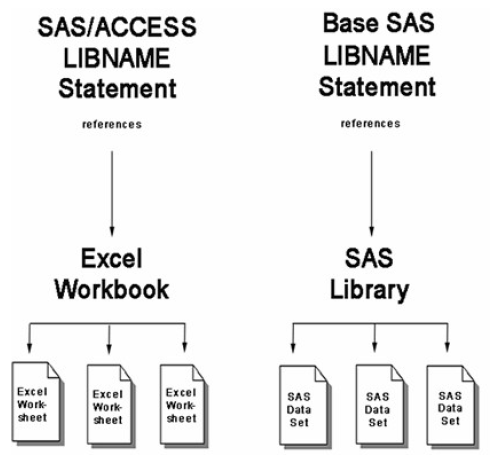 SAS/ACCESS
LIBNAME
Statement
references
Excel
Workbook
Excel
Work-
sheet
Excel
Work-
sheet
Excel
Work-
sheet
Base SAS
LIBNAME
Statement
references
SAS
Library
SAS
Data
Set
SAS
Data
Set
SAS
Data
Set